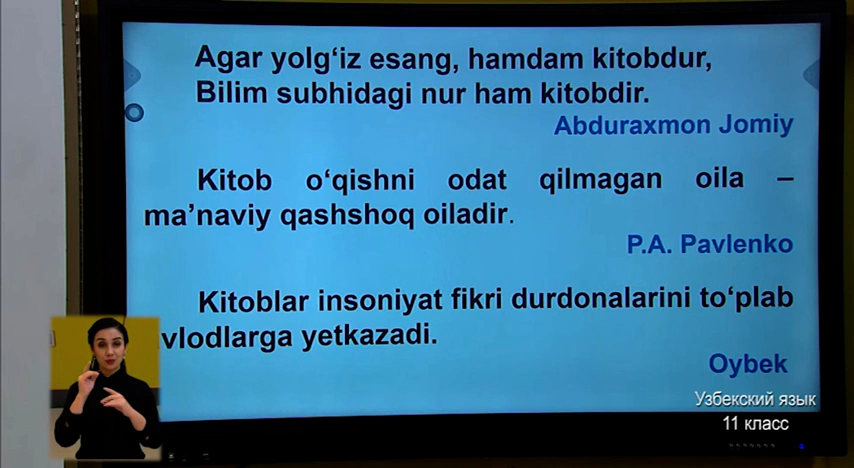 Agar yolg‘iz esang, hamdam kitobdur,
Bilim subhidagi nur ham kitobdir.
Abduraxmon Jomiy
Kitob o‘qishni odat qilmagan oila –
ma’naviy qashshoq oiladir.
P.A. Pavlenko
Kitoblar insoniyat fikri durdonalarini to‘plab
vlodlarga yetkazadi.
Oybek
Узбекский язык
11 класс